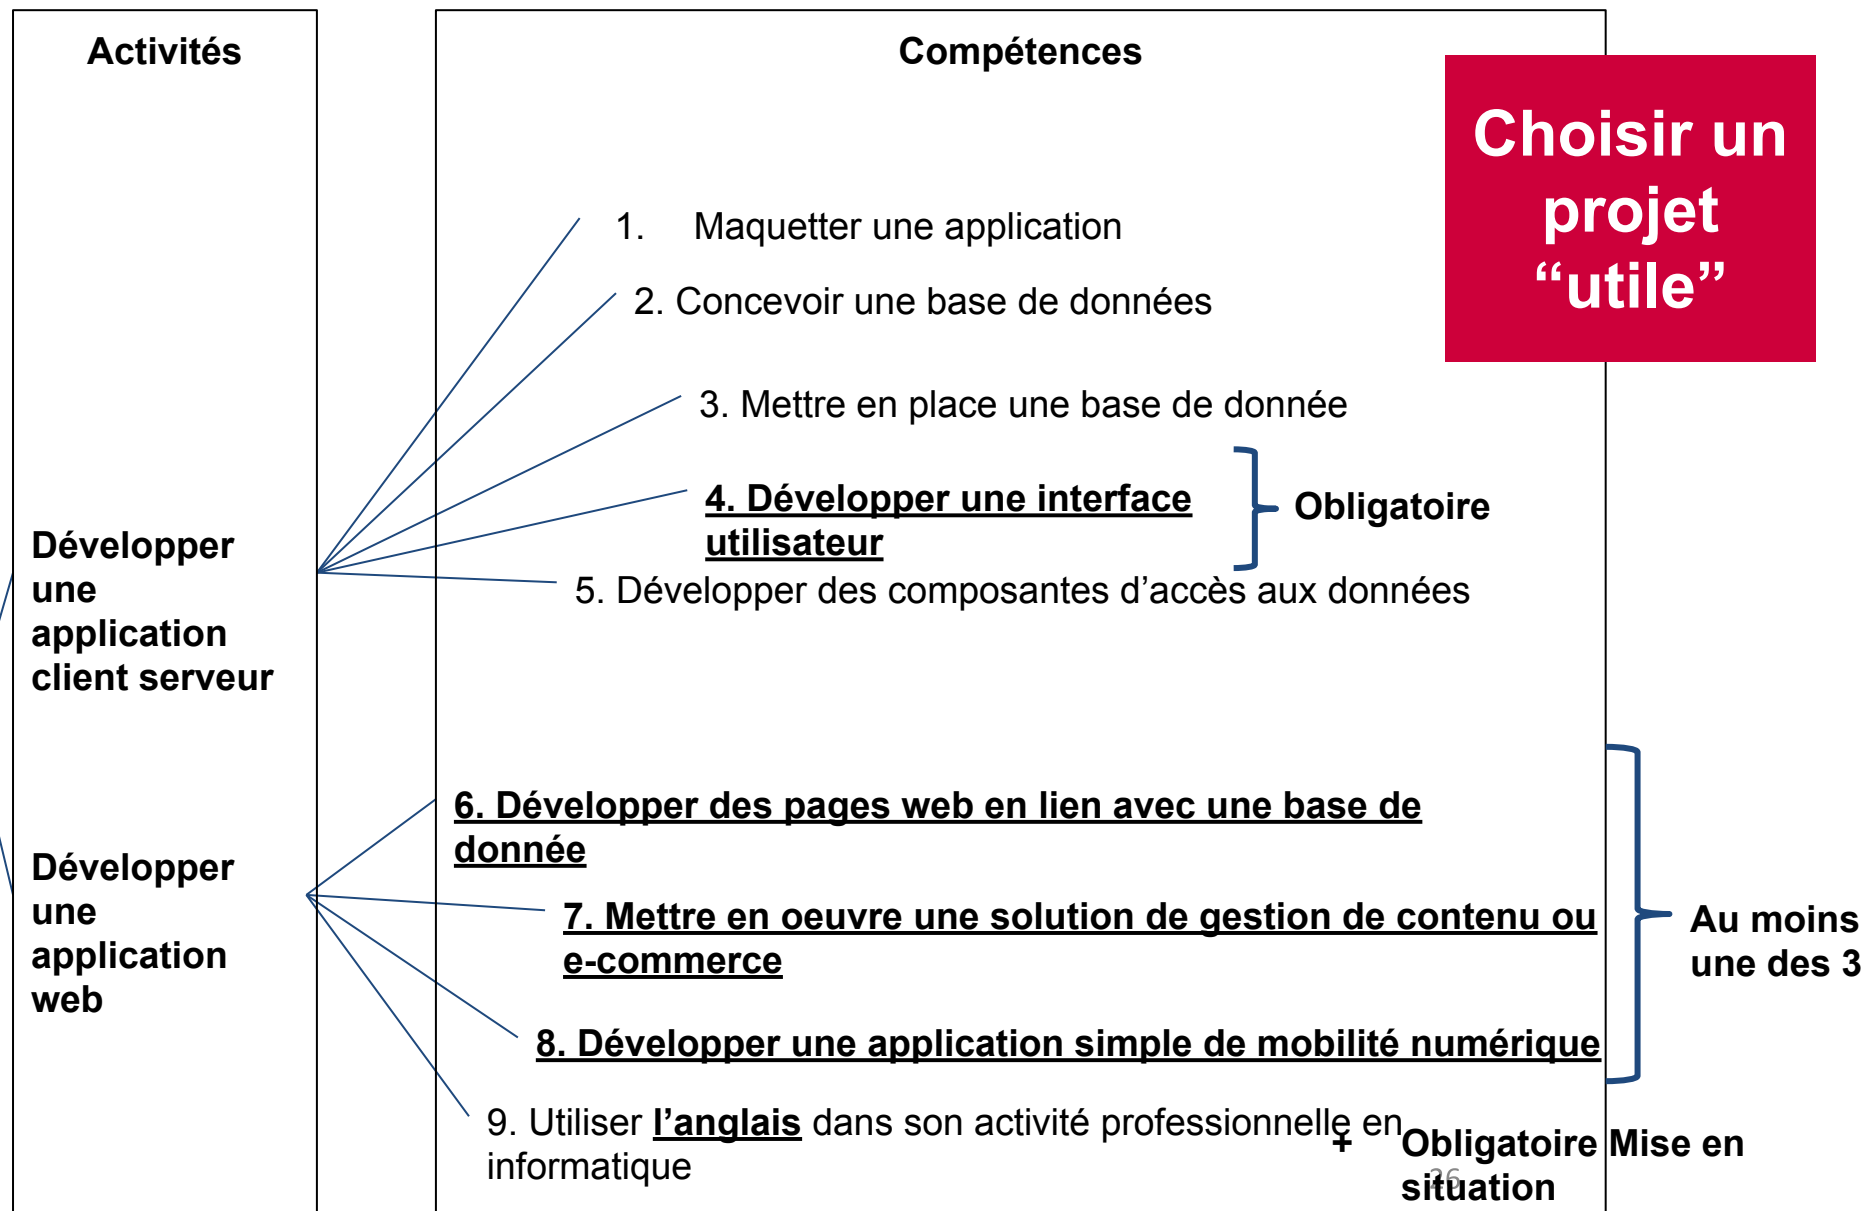 Activités
Compétences
Choisir un
projet
“utile”
1. Maquetter une application
2. Concevoir une base de données
3. Mettre en place une base de donnée
4. Développer une interface
utilisateur
Obligatoire
5. Développer des composantes d’accès aux données
Développer
une
application
client serveur
6. Développer des pages web en lien avec une base de
donnée
7. Mettre en oeuvre une solution de gestion de contenu ou
e-commerce
8. Développer une application simple de mobilité numérique
Au moins
une des 3
Développer
une
application
web
9. Utiliser l’anglais dans son activité professionnelle en
informatique
+
Obligatoire Mise en
situation
26